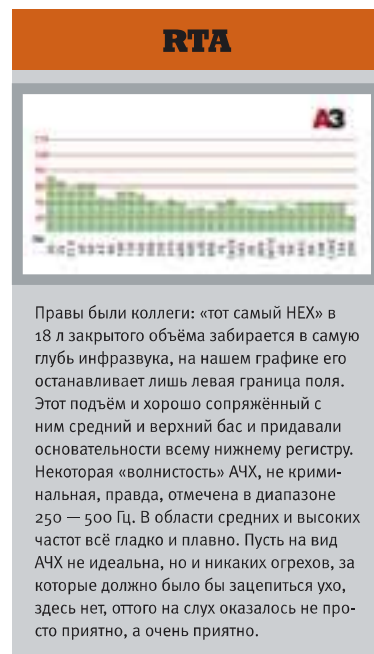 RTA
A3
Правы были коллеги: «тот самый HEX» в
18 л закрытого объёма забирается в самую
глубь инфразвука, на нашем графике его
останавливает лишь левая граница поля.
Этот подъём и хорошо сопряжённый с
ним средний и верхний бас и придавали
основательности всему нижнему регистру.
Некоторая «волнистость» АЧХ, не крими-
нальная, правда, отмечена в диапазоне
250 — 500 Гц. В области средних и высоких
частот всё гладко и плавно. Пусть на вид
АЧХ не идеальна, но и никаких огрехов, за
которые должно было бы зацепиться ухо,
здесь нет, оттого на слух оказалось не про-
сто приятно, а очень приятно.